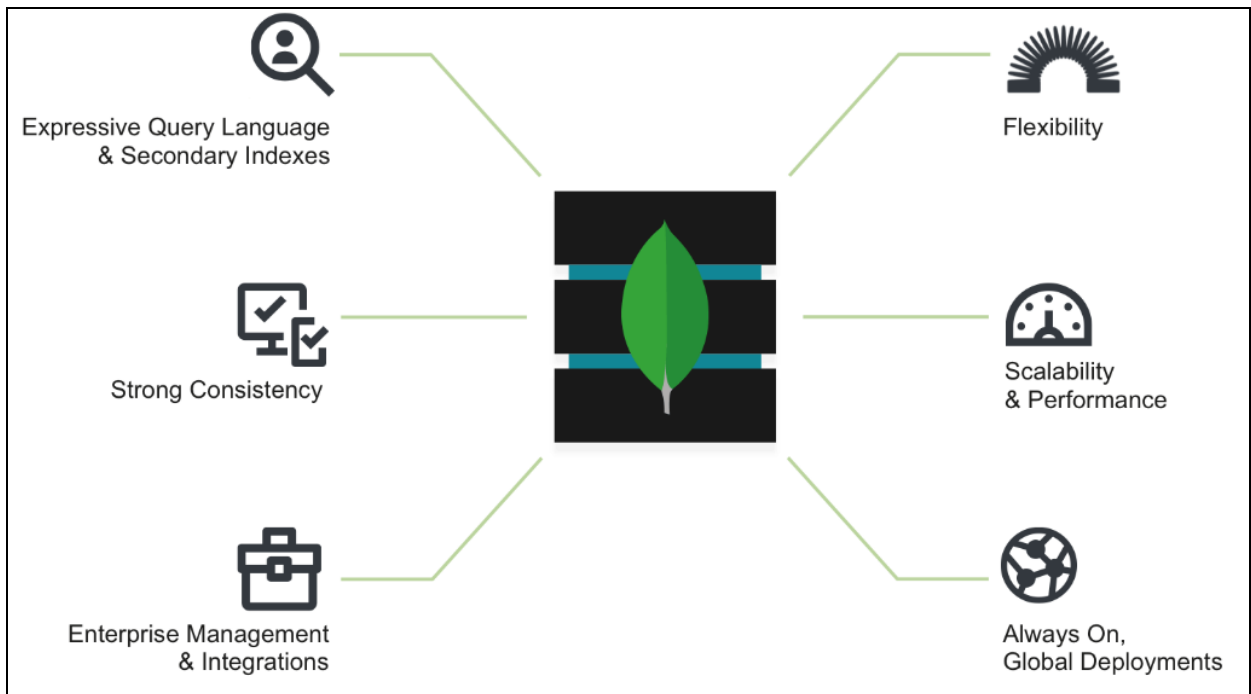 Expressive Query Language
& Secondary Indexes
Flexibility
Strong Consistency
Scalability
& Performance
Enterprise Management
& Integrations
Always On,
Global Deployments